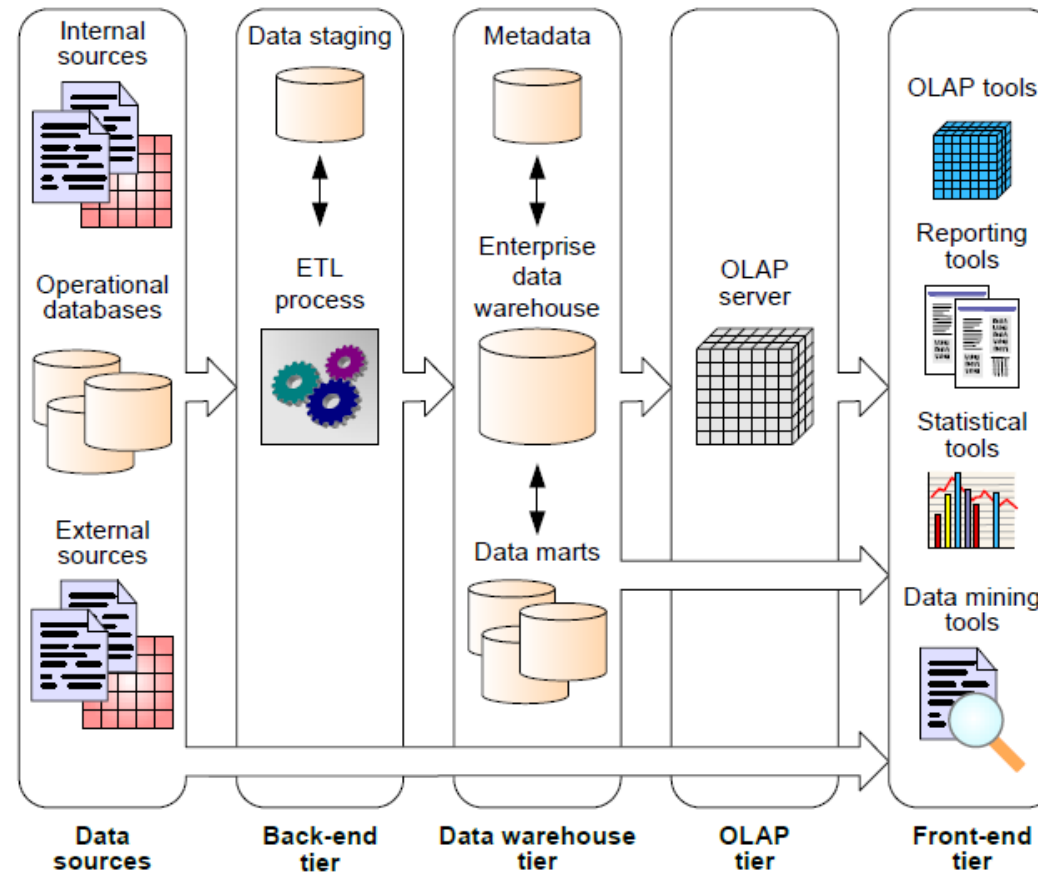 Internal
sources
Operational
databases
External
sources
Data
sources
Data staging
ETL
process
Back-end
tier
Metadata
Enterprise
data
warehouse
Data marts
Data warehouse
tier
OLAP
server
OLAP
tier
OLAP tools
Reporting
tools
Statistical
tools
Data mining
tools
Front-end
tier